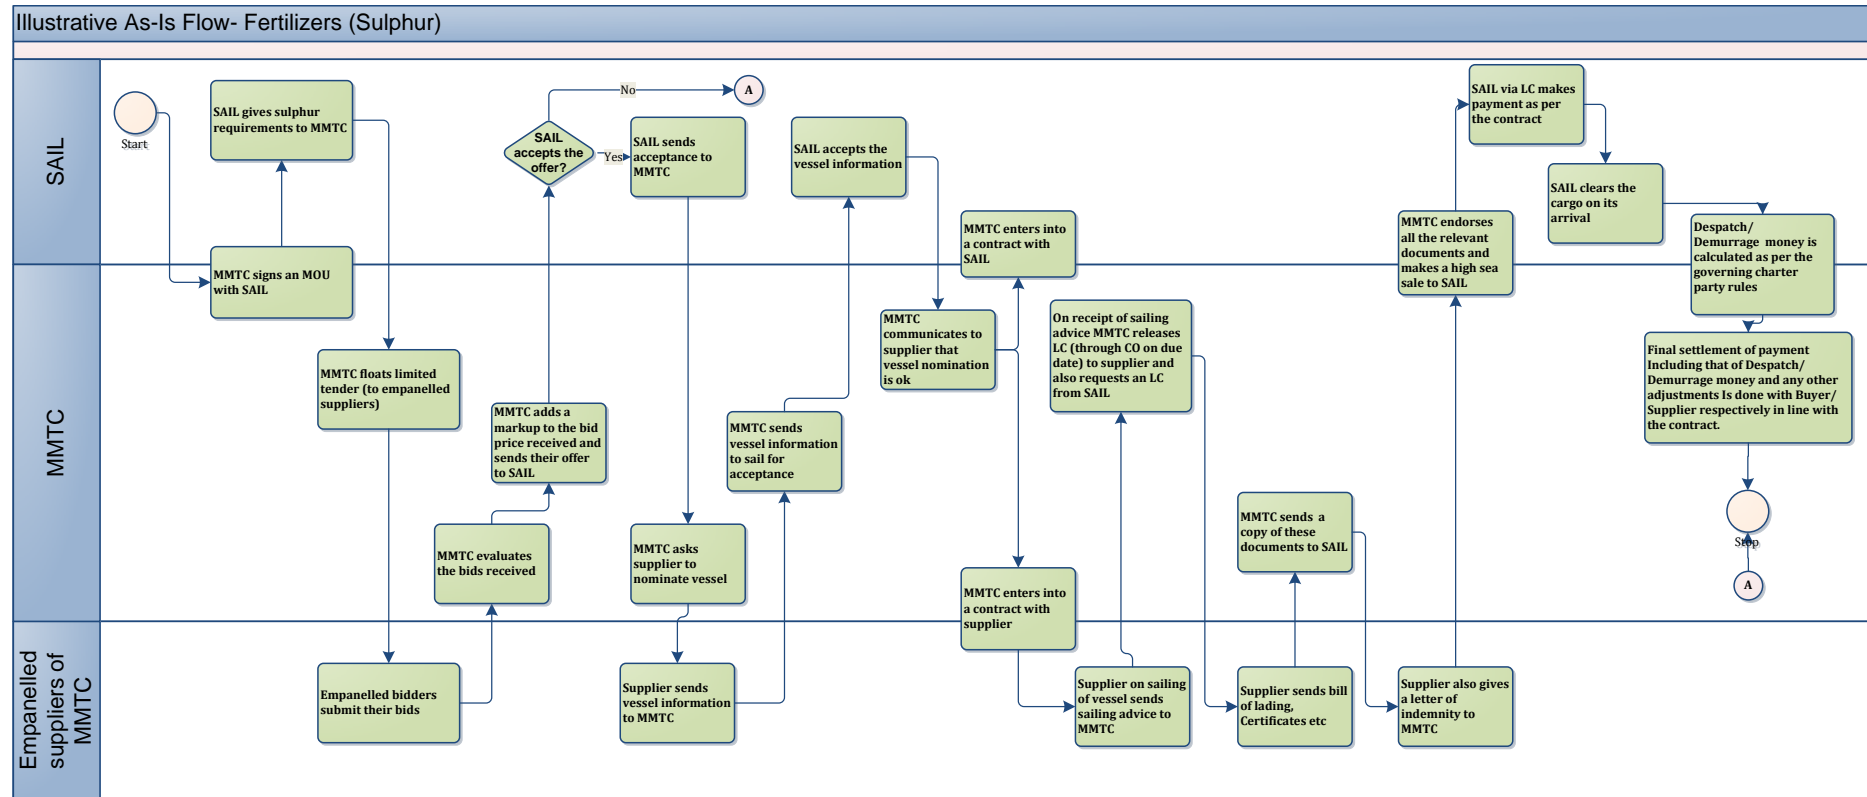 Illustrative As-Is Flow- Fertilizers (Sulphur)
SAIL
Start
SAIL gives sulphur
requirements to MMTC
MMTC signs an MOU
with SAIL
SAIL
accepts the
offer?
No
A
Yes
SAIL sends
acceptance to
MMTC
SAIL accepts the
vessel information
MMTC enters into
a contract with
SAIL
SAIL via LC makes
payment as per
the contract
SAIL clears the
cargo on its
arrival
MMTC endorses
all the relevant
documents and
makes a high sea
sale to SAIL
Despatch/
Demurrage money is
calculated as per the
governing charter
party rules
MMTC
MMTC floats limited
tender (to empanelled
suppliers)
MMTC evaluates
the bids received
MMTC adds a
markup to the bid
price received and
sends their offer
to SAIL
MMTC asks
supplier to
nominate vessel
MMTC sends
vessel information
to sail for
acceptance
MMTC
communicates to
supplier that
vessel nomination
is ok
On receipt of sailing
advice MMTC releases
LC (through CO on due
date) to supplier and
also requests an LC
from SAIL
MMTC enters into
a contract with
supplier
MMTC sends a
copy of these
documents to SAIL
Final settlement of payment
Including that of Despatch/
Demurrage money and any other
adjustments Is done with Buyer/
Supplier respectively in line with
the contract.
Stop
A
Empanelled
suppliers of
MMTC
Empanelled bidders
submit their bids
Supplier sends
vessel information
to MMTC
Supplier on sailing
of vessel sends
sailing advice to
MMTC
Supplier sends bill
of lading,
Certificates etc
Supplier also gives
a letter of
indemnity to
MMTC